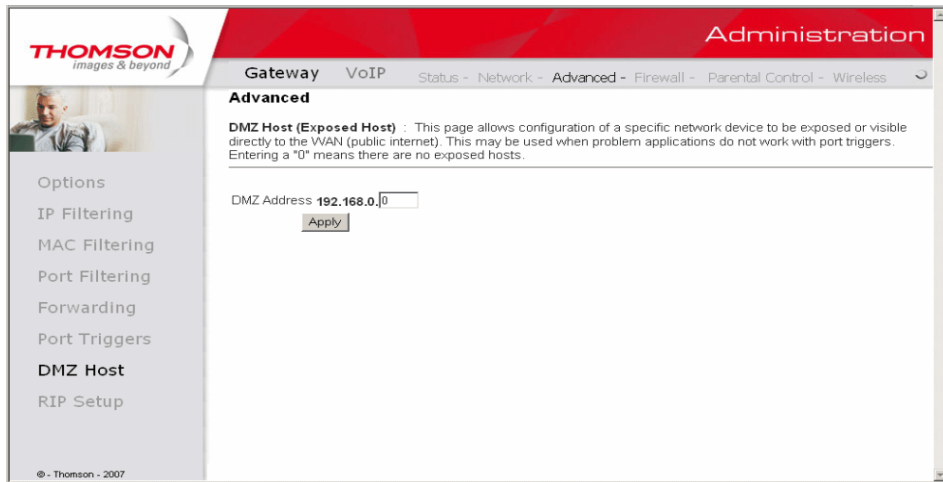 THOMSON
images & beyond
Administration
Gateway VoIP Status - Network - Advanced - Firewall - Parental Control - Wireless
Advanced
DMZ Host (Exposed Host) : This page allows configuration of a specific network device to be exposed or visible
directly to the WAN (public internet). This may be used when problem applications do not work with port triggers.
Entering a "0" means there are no exposed hosts.
DMZ Address 192.168.0.0
Apply
Options
IP Filtering
MAC Filtering
Port Filtering
Forwarding
Port Triggers
DMZ Host
RIP Setup
© - Thomson - 2007